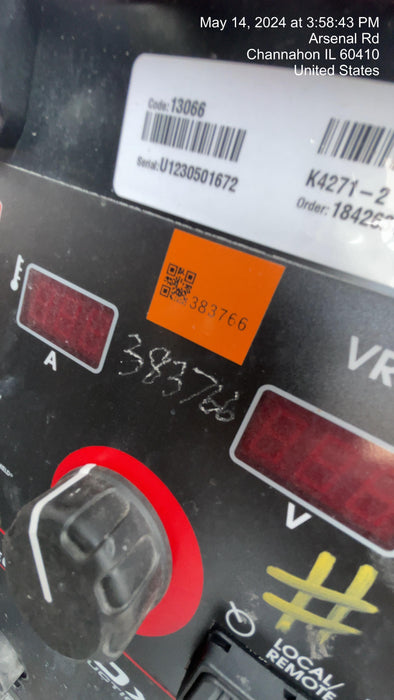 May 14, 2024 at 3:58:43 PM
Arsenal Rd
Channahon IL 60410
United States
Code: 13066
Serial: U1230501672
K4271-2
Order: 18426
383766
A
383766
VR
V
#
LOCAL/
REMOTE